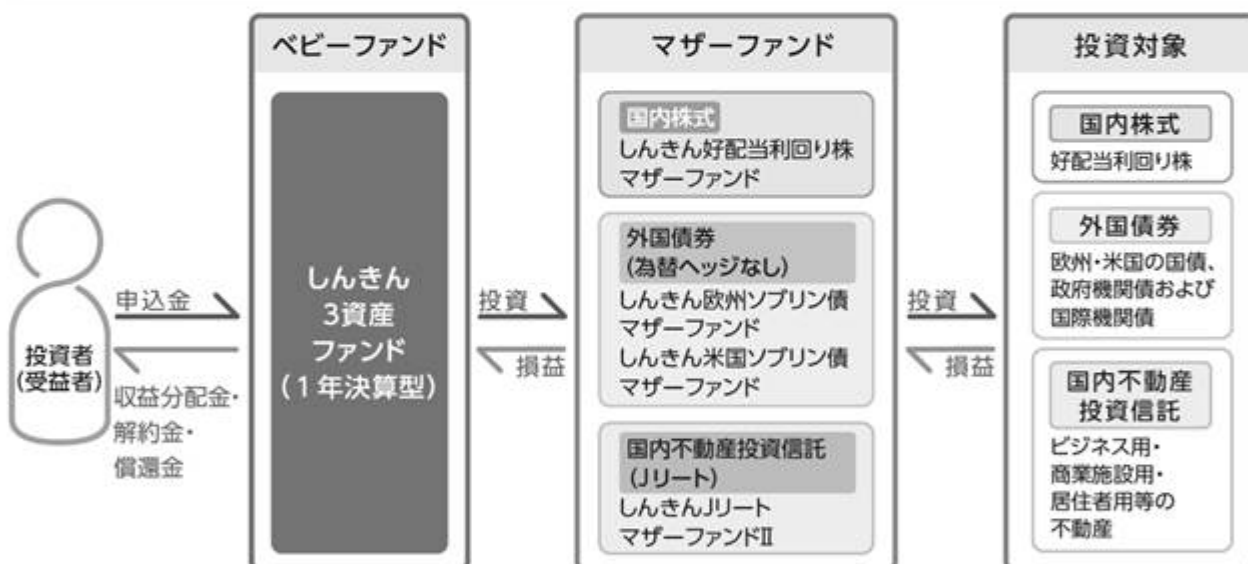 ベビーファンド
マザーファンド
投資対象
投資者
(受益者)
申込金
収益分配金・
解約金・
償還金
しんきん
3資産
ファンド
(1年決算型)
投資
損益
国内株式
しんきん好配当利回り株
マザーファンド
外国債券
(為替ヘッジなし)
しんきん欧州ソブリン債
マザーファンド
しんきん米国ソブリン債
マザーファンド
国内不動産投資信託
(Jリート)
しんきんJリート
マザーファンドⅡ
投資
損益
国内株式
好配当利回り株
外国債券
欧州・米国の国債、
政府機関債および
国際機関債
国内不動産
投資信託
ビジネス用・
商業施設用・
居住者用等の
不動産